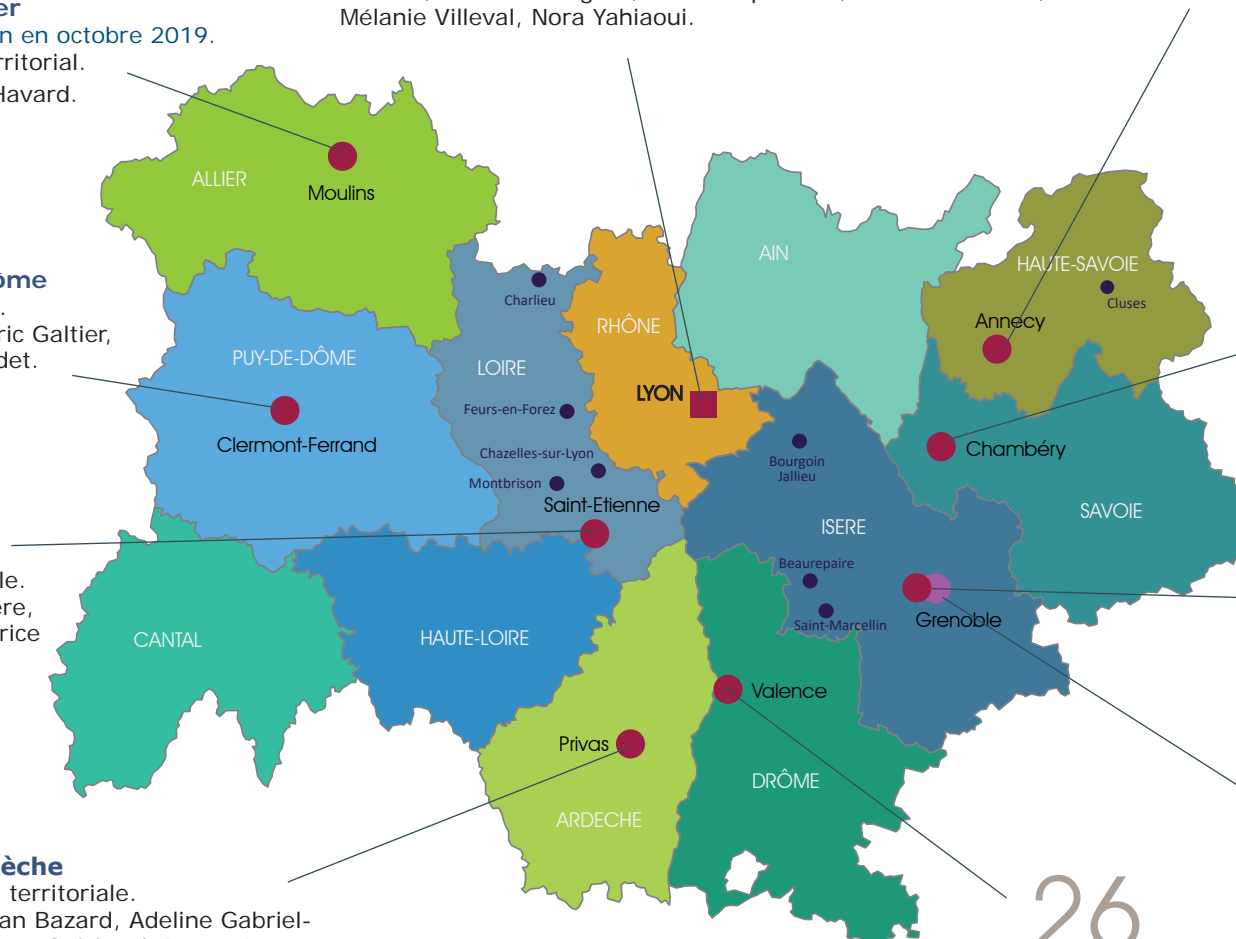 er
n en octobre 2019.
rritorial.
Havard.
Mélanie Villeval, Nora Yahiaoui.
ALLIER
Moulins
AIN
HAUTE-SAVOIE
Cluses
Annecy
Charlieu
RHÔNE
ôme
.
ric Galtier,
det.
PUY-DE-DÔME
LOIRE
LYON
Feurs-en-Forez
Clermont-Ferrand
Chazelles-sur-Lyon
Montbrison
Saint-Etienne
Bourgoin
Jallieu
Chambéry
SAVOIE
ISERE
Beaurepaire
Saint-Marcellin
Grenoble
le.
ère,
rice
CANTAL
HAUTE-LOIRE
Valence
Privas
DRÔME
ARDECHE
èche
territoriale.
an Bazard, Adeline Gabriel-
26